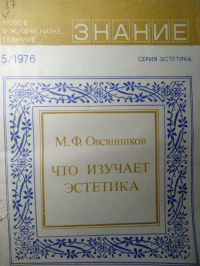 НОВОЕ
В ЖИЗНИ, НАУКЕ,
ТЕХНИКЕ
ЗНАНИЕ
5/1976
СЕРИЯ ЭСТЕТИКА
М.Ф. Овсянников
ЧТО ИЗУЧАЕТ
ЭСТЕТИКА